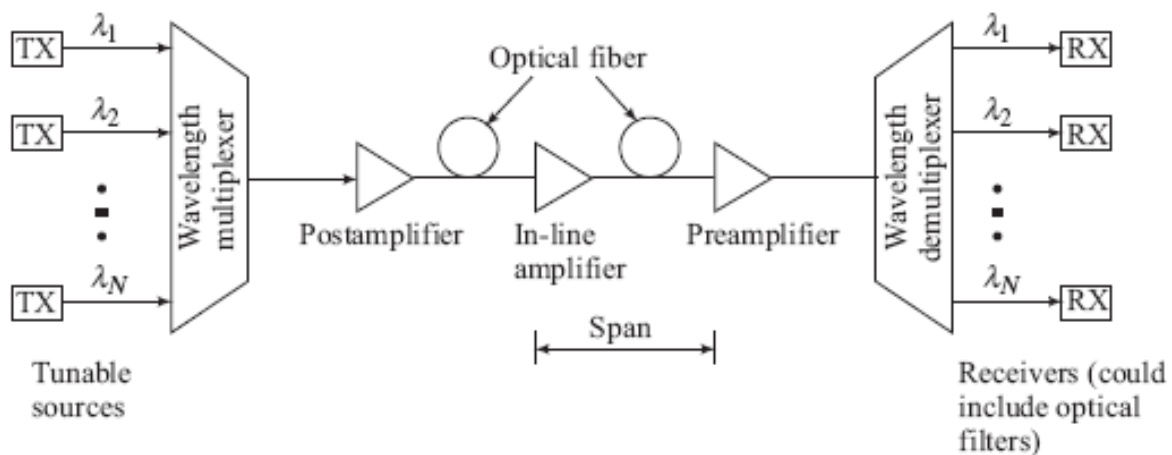 TX
λ1
TX
λ2
TX
λN
Tunable
sources
Wavelength
multiplexer
Optical fiber
Postamplifier
In-line
amplifier
Preamplifier
Span
Wavelength
demultiplexer
λ1
RX
λ2
RX
λN
RX
Receivers (could
include optical
filters)